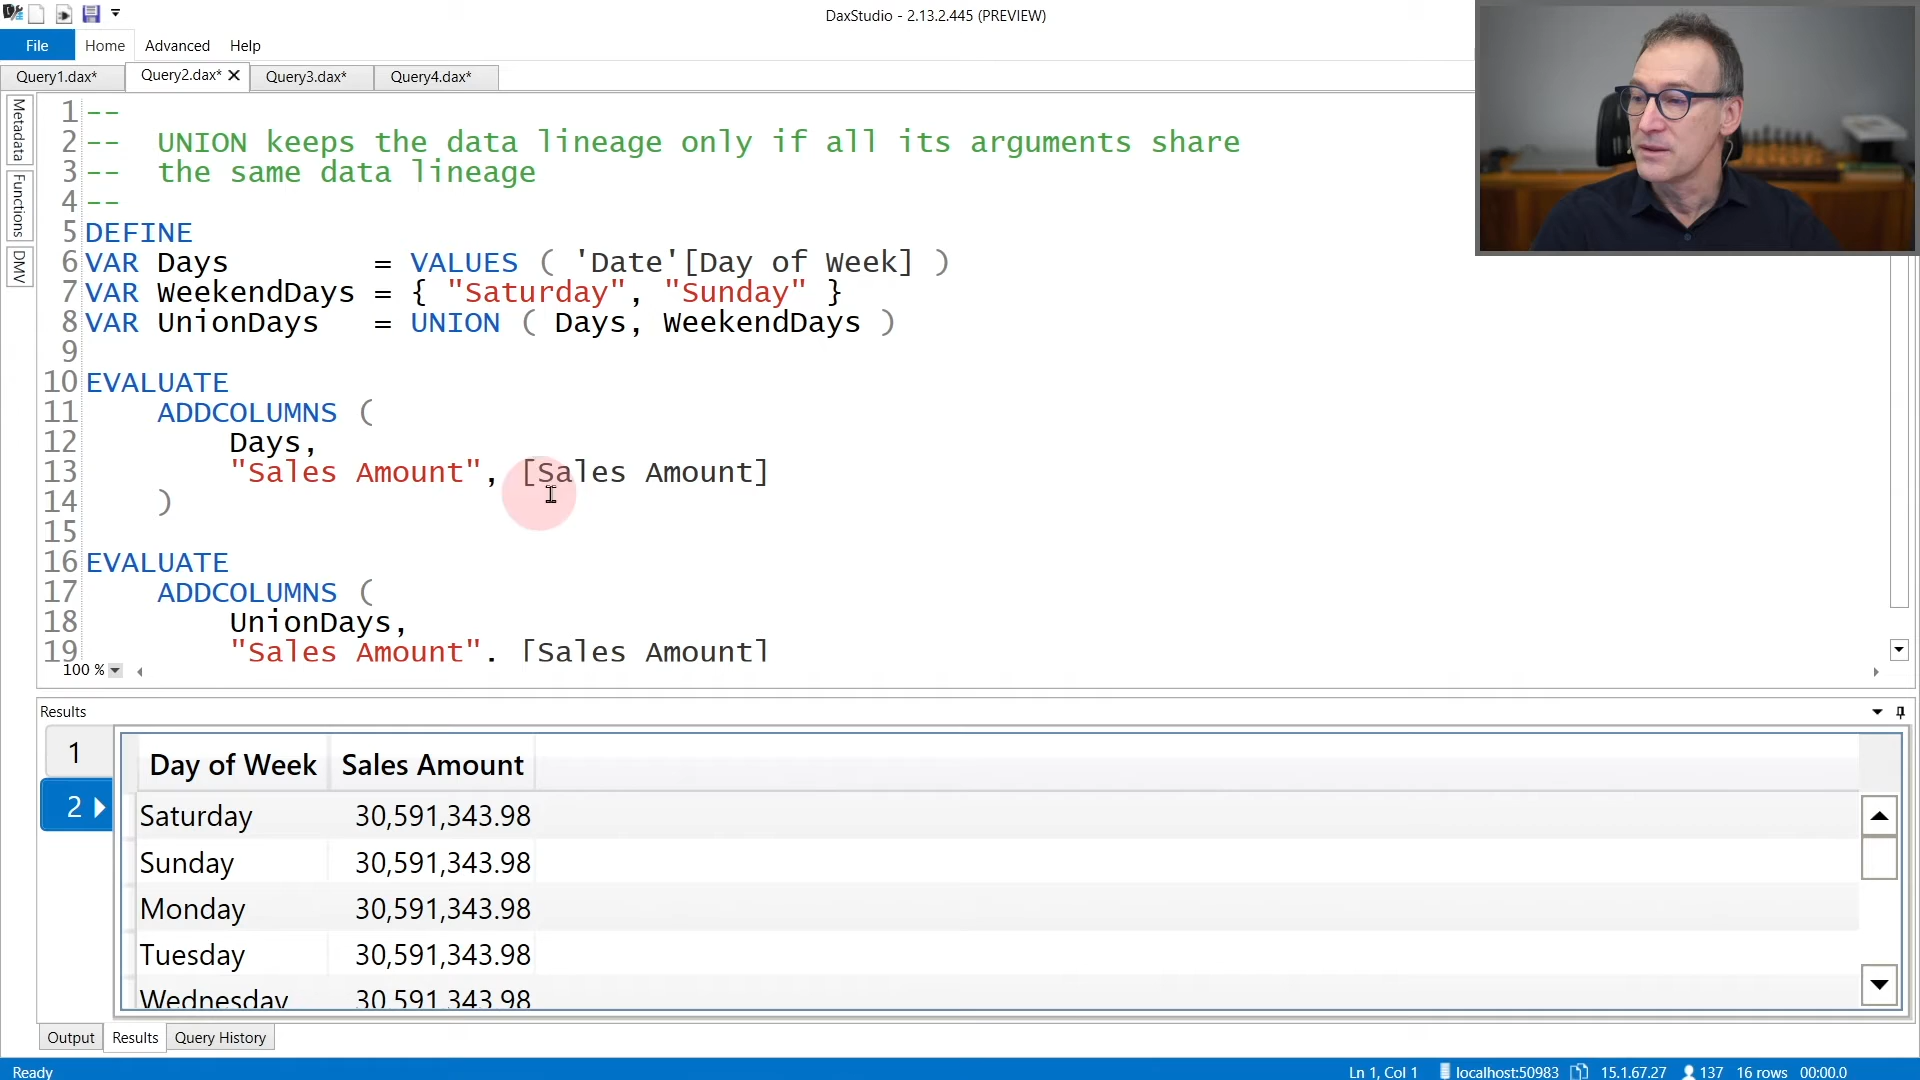 DaxStudio - 2.13.2.445 (PREVIEW)
File Home Advanced Help
Query1.dax* Query2.dax* Query3.dax* Query4.dax*
Metadata
Functions
DMV
1 --
2 -- UNION keeps the data lineage only if all its arguments share
3 -- the same data lineage
4 --
5 DEFINE
6 VAR Days = VALUES ( 'Date'[Day of Week] )
7 VAR WeekendDays = { "Saturday", "Sunday" }
8 VAR UnionDays = UNION ( Days, WeekendDays )
9
10 EVALUATE
11 ADDCOLUMNS (
12 Days,
13 "Sales Amount", [Sales Amount]
14 )
15
16 EVALUATE
17 ADDCOLUMNS (
18 UnionDays,
19 "Sales Amount", [Sales Amount]
100 %
Results
1
2
Day of Week Sales Amount
Saturday 30,591,343.98
Sunday 30,591,343.98
Monday 30,591,343.98
Tuesday 30,591,343.98
Wednesday 30,591,343.98
Output Results Query History
Ready Ln 1, Col 1 localhost:50983 15.1.67.27 137 16 rows 00:00.0